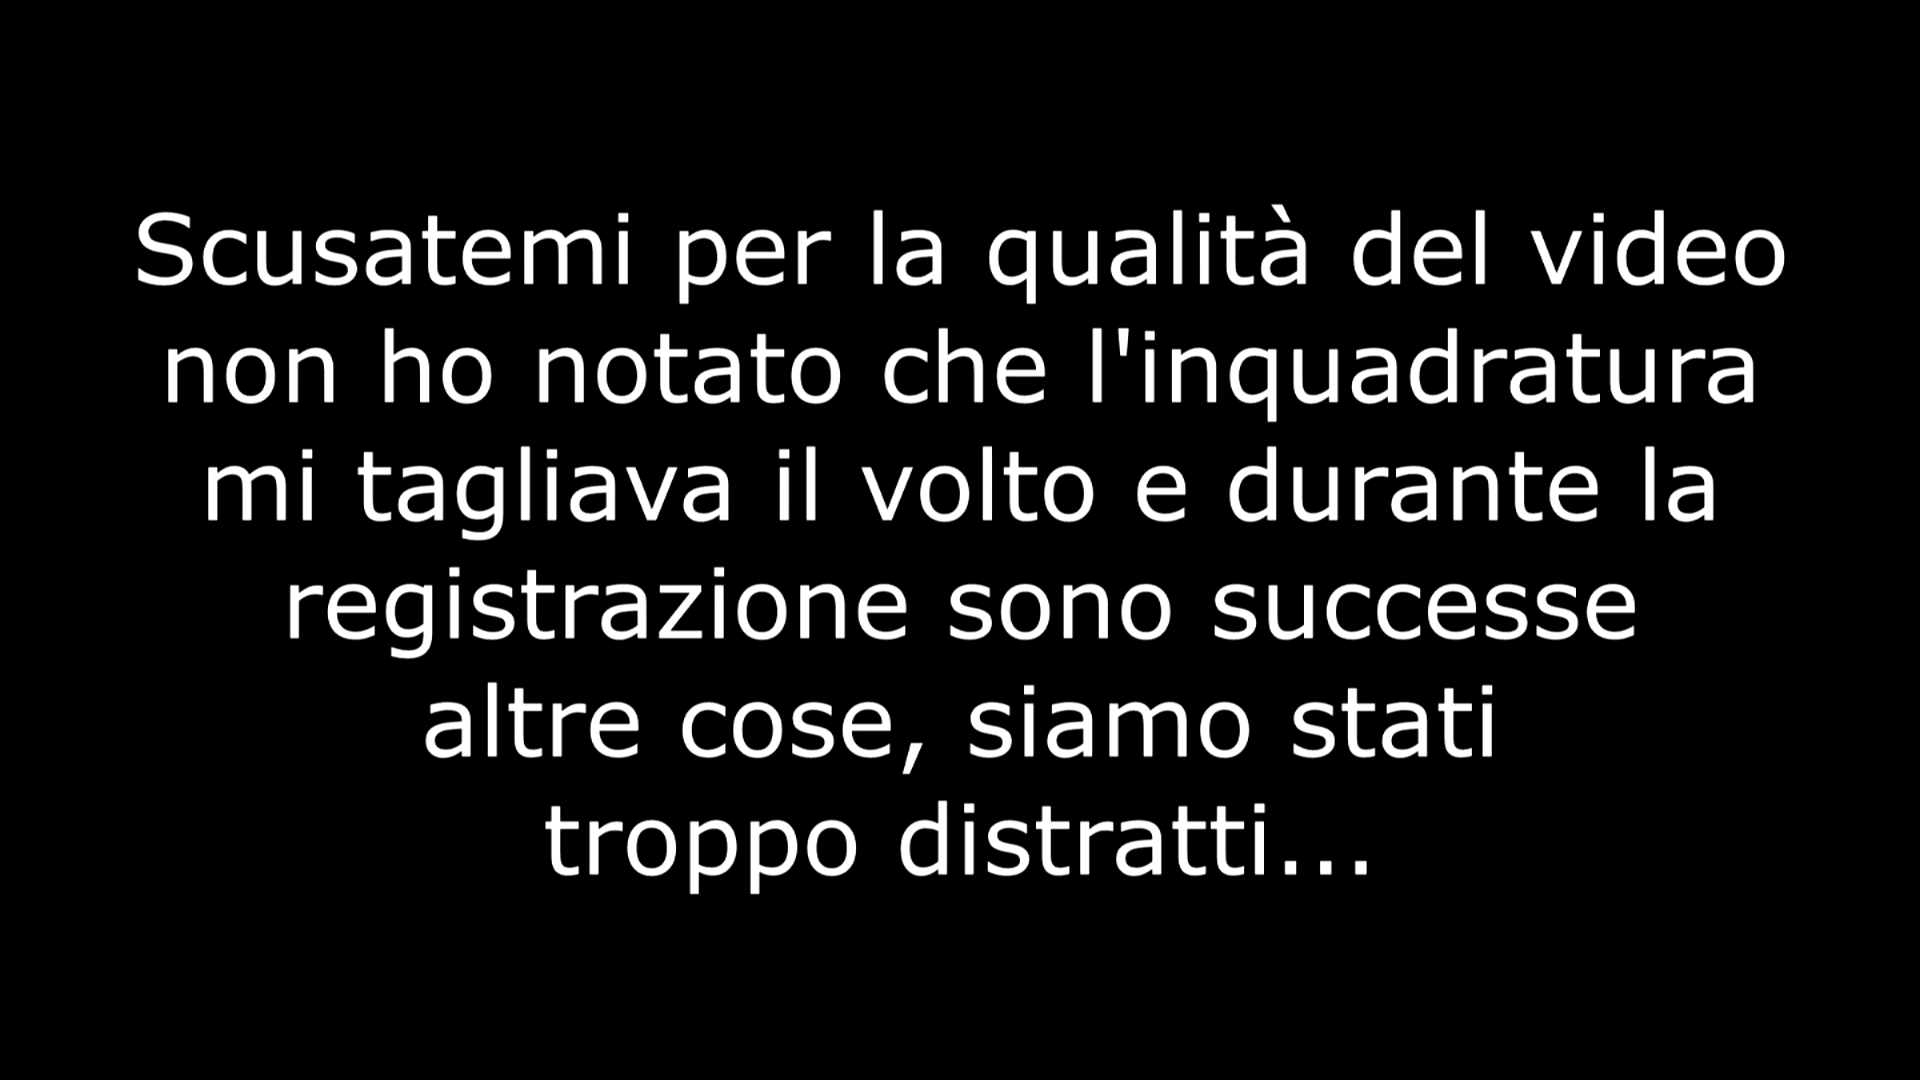 Scusatemi per la qualità del video
non ho notato che l'inquadratura
mi tagliava il volto e durante la
registrazione sono successe
altre cose, siamo stati
troppo distratti...